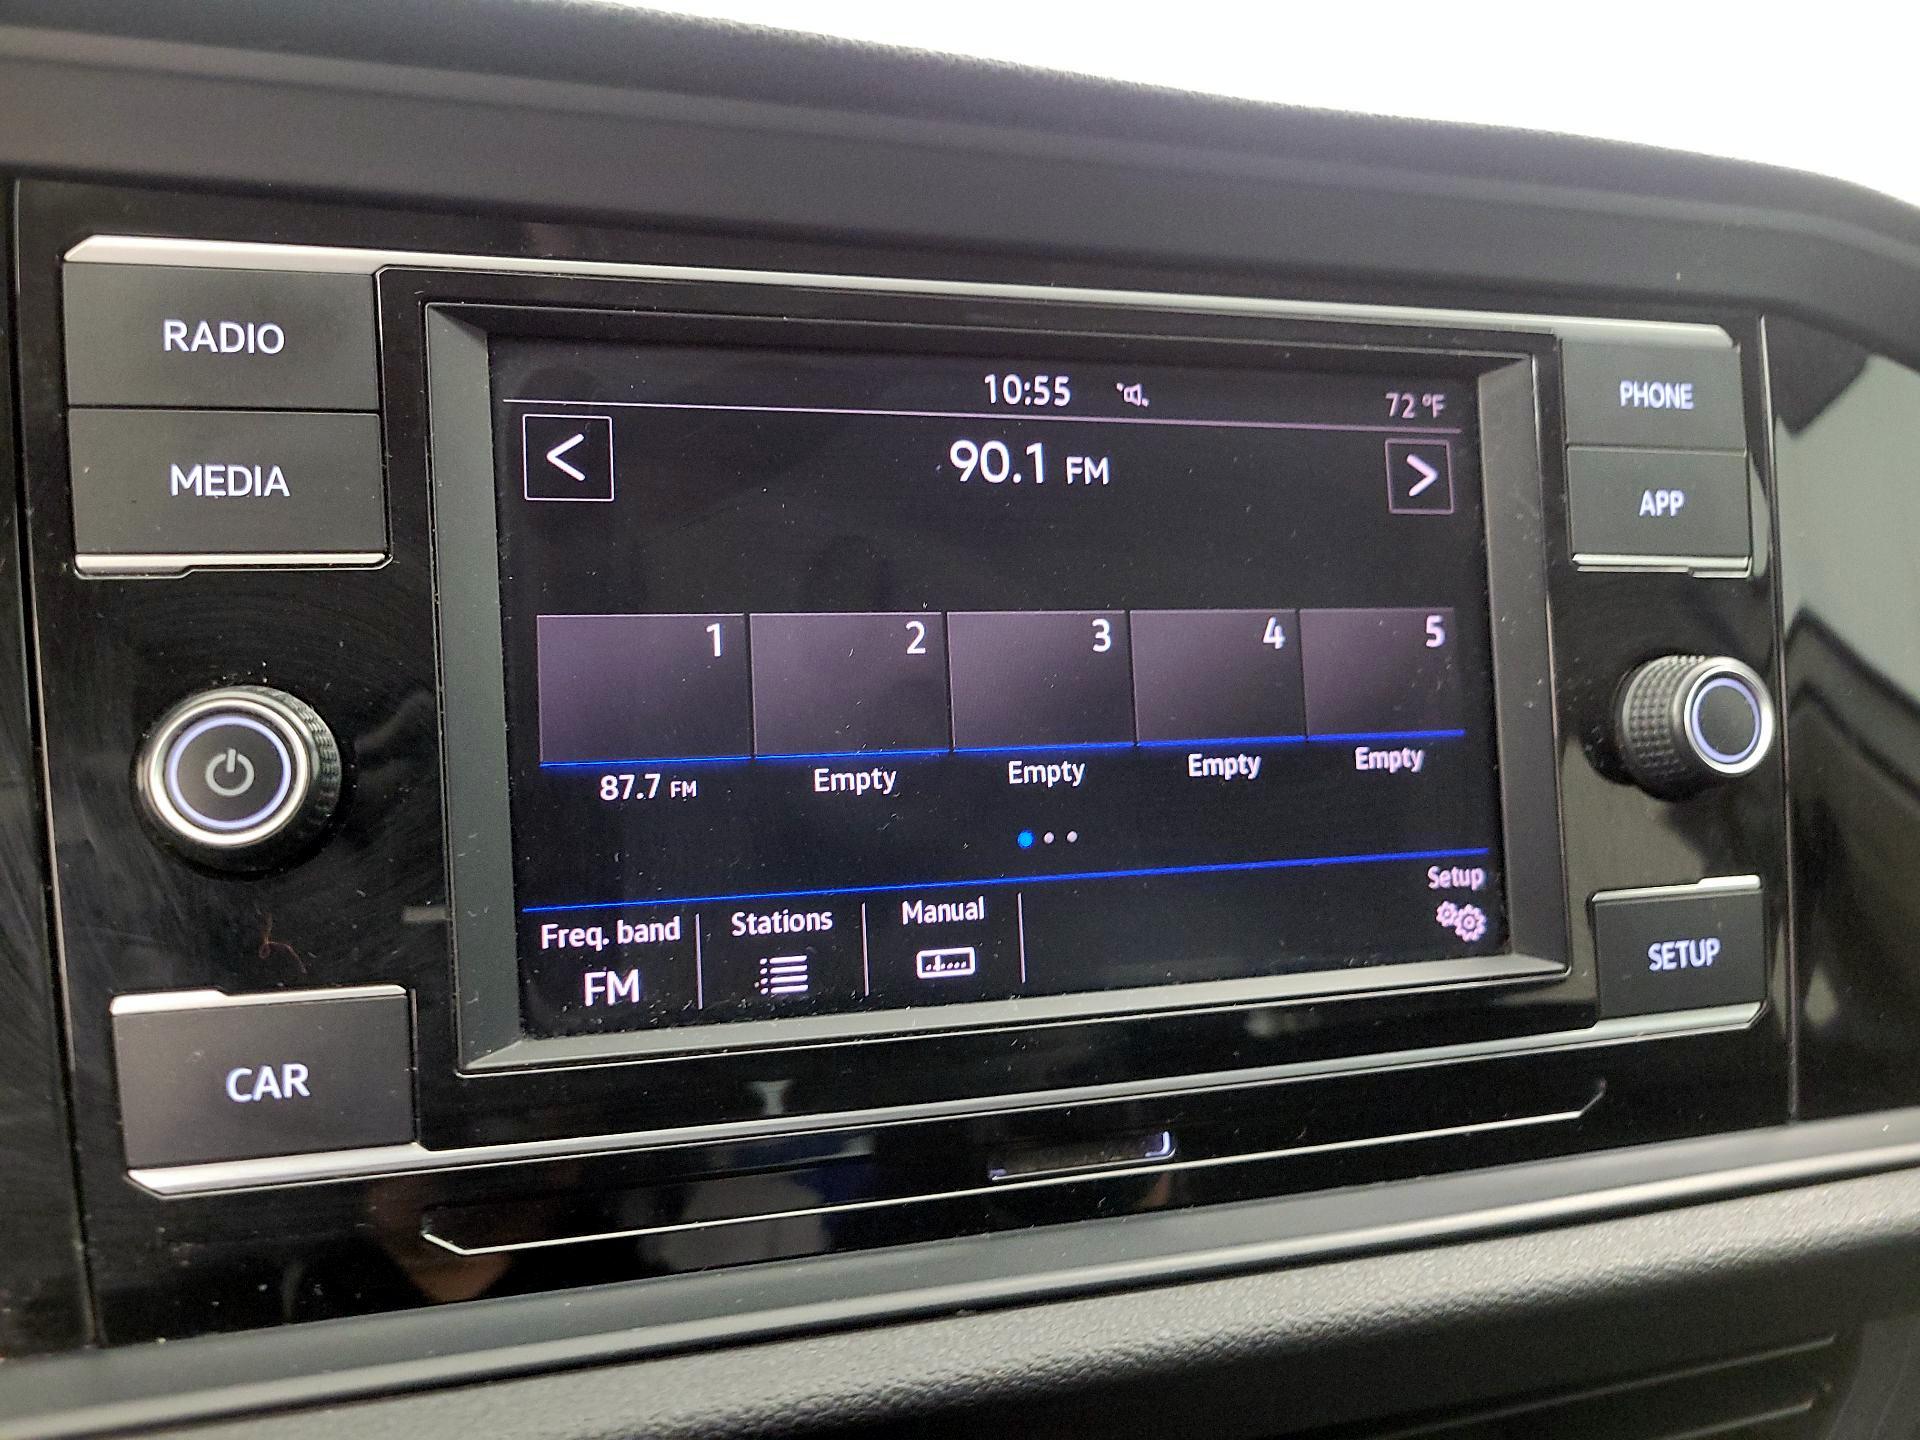 RADIO
MEDIA
CAR
10:55
72 °F
<
90.1 FM
>
1
2
3
4
5
87.7 FM
Empty
Empty
Empty
Empty
Setup
Freq. band
Stations
Manual
FM
PHONE
APP
SETUP